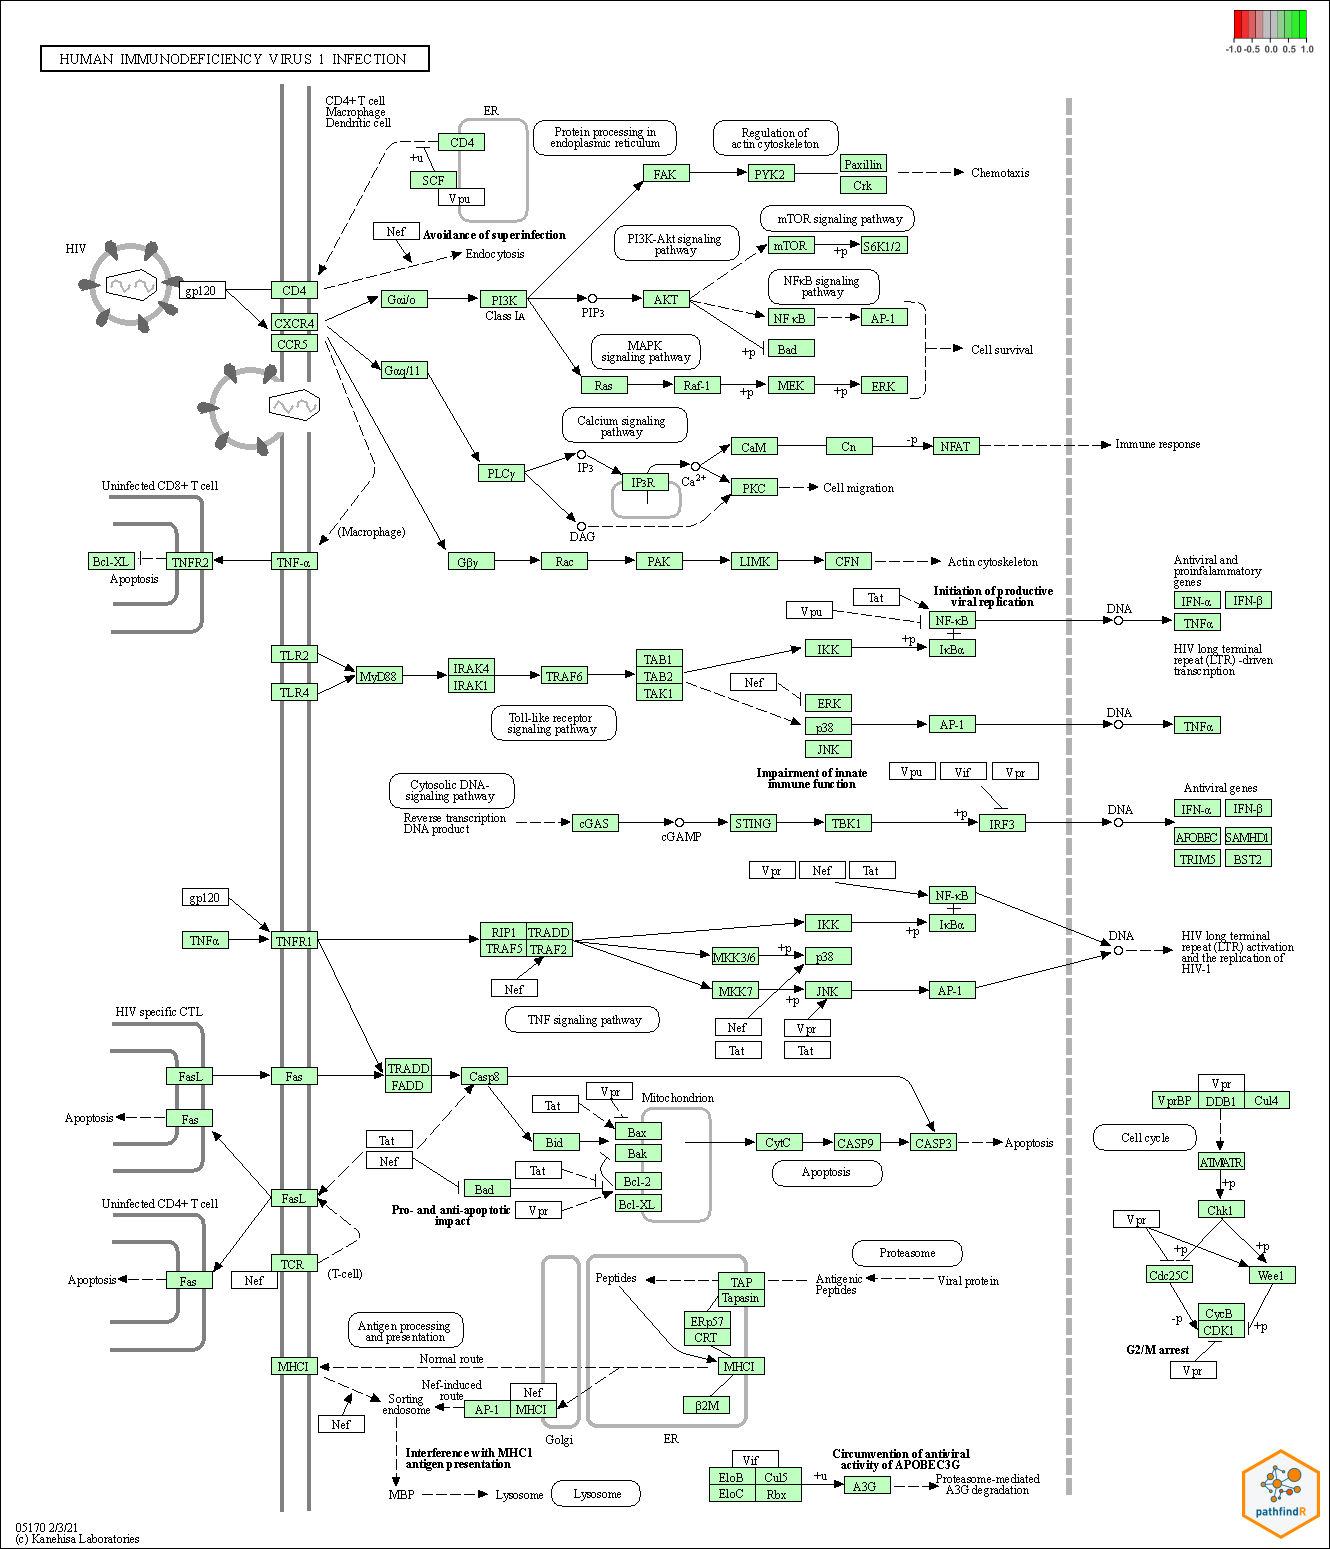 -1.0 -0.5 0.0 0.5 1.0
HUMAN IMMUNODEFICIENCY VIRUS 1 INFECTION
CD4+ T cell
Macrophage
Dendritic cell
ER
CD4
+u
SCF
Vpu
Protein processing in
endoplasmic reticulum
Regulation of
actin cytoskeleton
FAK
PYK2
Paxillin
Crk
Chemotaxis
Nef
Avoidance of superinfection
Endocytosis
PI3K-Akt signaling
pathway
mTOR signaling pathway
mTOR
+p
S6K1/2
HIV
gp120
CD4
CXCR4
CCR5
Gαi/o
PI3K
Class IA
PIP3
AKT
NFκB signaling
pathway
NFκB
AP-1
+p
Bad
Cell survival
MAPK
signaling pathway
Gαq/11
Ras
Raf-1
+p
MEK
+p
ERK
Calcium signaling
pathway
PLCγ
IP3
IP3R
Ca2+
DAG
CaM
Cn
-p
NFAT
Immune response
PKC
Cell migration
Uninfected CD8+ T cell
(Macrophage)
Bcl-XL
TNFR2
TNF-α
Apoptosis
Gβγ
Rac
PAK
LIMK
CFN
Actin cytoskeleton
Antiviral and
proinfalammatory
genes
IFN-α
IFN-β
TNFα
Initiation of productive
viral replication
Tat
Vpu
NF-κB
DNA
+p
IKK
IκBα
HIV long terminal
repeat (LTR) -driven
transcription
TLR2
TLR4
MyD88
IRAK4
IRAK1
TRAF6
TAB1
TAB2
TAK1
Nef
ERK
p38
JNK
AP-1
DNA
TNFα
Toll-like receptor
signaling pathway
Impairment of innate
immune function
Vpu
Vif
Vpr
Cytosolic DNA-
signaling pathway
Reverse transcription
DNA product
cGAS
cGAMP
STING
TBK1
+p
IRF3
DNA
Antiviral genes
IFN-α
IFN-β
APOBEC
SAMHD1
TRIM5
BST2
Vpr
Nef
Tat
gp120
TNFα
TNFR1
RIP1
TRADD
TRAF5
TRAF2
Nef
IKK
+p
NF-κB
IκBα
MKK3/6
+p
p38
MKK7
+p
JNK
AP-1
DNA
HIV long terminal
repeat (LTR) activation
and the replication of
HIV-1
TNF signaling pathway
Nef
Tat
Vpr
Tat
HIV specific CTL
FasL
Fas
Fas
Apoptosis
TRADD
FADD
Casp8
Vpr
Tat
Mitochondrion
Bax
Bak
Bid
Tat
Bcl-2
Bcl-XL
Vpr
Bad
Tat
Nef
Pro- and anti-apoptotic
impact
CytC
CASP9
CASP3
Apoptosis
Apoptosis
Vpr
VprBP
DDB1
Cul4
Cell cycle
ATM
ATR
+p
Chk1
Vpr
+p
+p
Cdc25C
Wee1
-p
CycB
CDK1
+p
G2/M arrest
Vpr
Uninfected CD4+ T cell
FasL
TCR
(T-cell)
Apoptosis
Fas
Nef
Antigen processing
and presentation
Proteasome
Peptides
TAP
Tapasin
Antigenic
Peptides
Viral protein
ERp57
CRT
MHCI
β2M
MHCI
Normal route
Nef
Sorting
endosome
Nef-induced
route
AP-1
Nef
MHCI
Golgi
ER
Interference with MHC1
antigen presentation
MBP
Lysosome
Lysosome
Vif
EloB
Cul5
EloC
Rbx
+u
A3G
Circumvention of antiviral
activity of APOBEC3G
Proteasome-mediated
A3G degradation
pathfindR
05170 2/3/21
(c) Kanehisa Laboratories